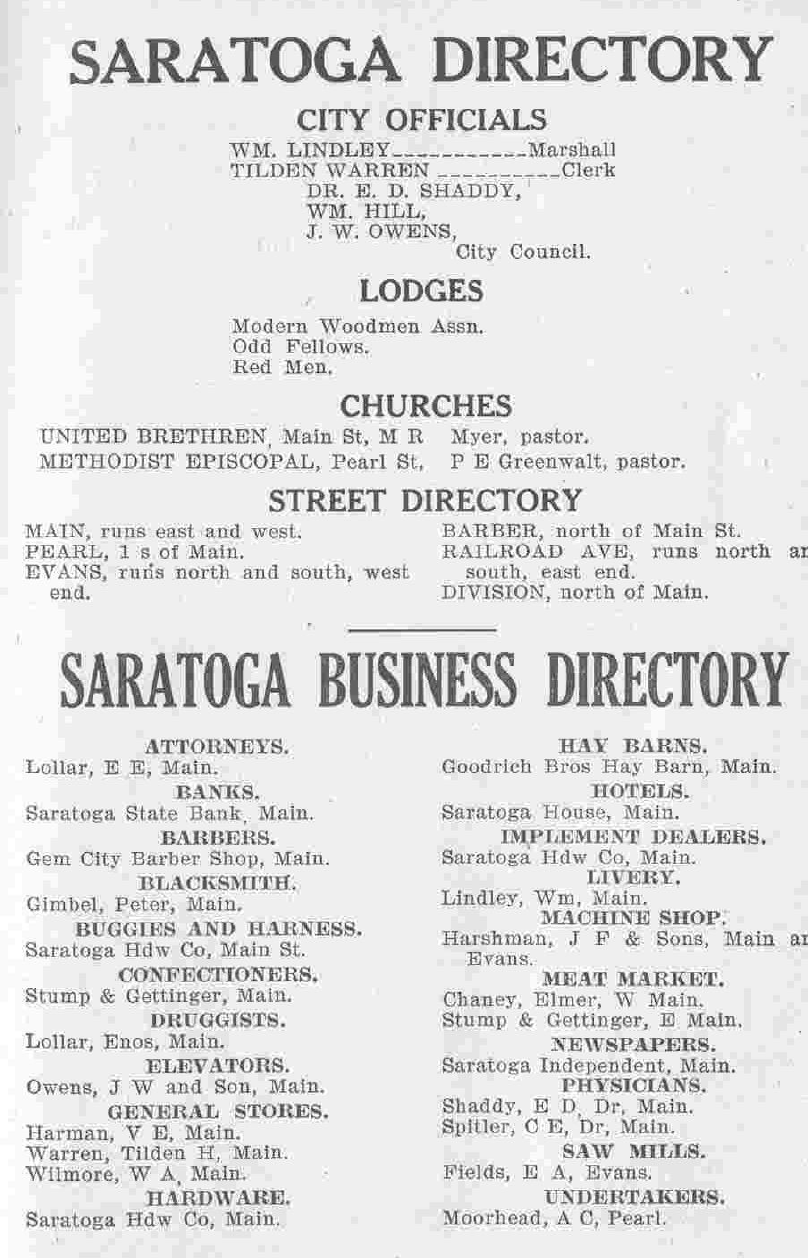 SARATOGA DIRECTORY
CITY OFFICIALS
WM. LINDLEY___________Marshall
TILDEN WARREN __________Clerk
DR. E. D. SHADDY,
WM. HILL,
J. W. OWENS,
City Council.
LODGES
Modern Woodmen Assn.
Odd Fellows.
Red Men.
CHURCHES
UNITED BRETHREN, Main St, M R Myer, pastor.
METHODIST EPISCOPAL, Pearl St, P E Greenwalt, pastor.
STREET DIRECTORY
MAIN, runs east and west.
PEARL, 1 s of Main.
EVANS, runs north and south, west
end.
BARBER, north of Main St.
RAILROAD AVE, runs north
south, east end.
DIVISION, north of Main.
SARATOGA BUSINESS DIRECTORY
ATTORNEYS.
Lollar, E E, Main.
BANKS.
Saratoga State Bank, Main.
BARBERS.
Gem City Barber Shop, Main.
BLACKSMITH.
Gimbel, Peter, Main.
BUGGIES AND HARNESS.
Saratoga Hdw Co, Main St.
CONFECTIONERS.
Stump & Gettinger, Main.
DRUGGISTS.
Lollar, Enos, Main.
ELEVATORS.
Owens, J W and Son, Main.
GENERAL STORES.
Harman, V E, Main.
Warren, Tilden H, Main.
Wilmore, W A, Main.
HARDWARE.
Saratoga Hdw Co, Main.
HAY BARNS.
Goodrich Bros Hay Barn, Main.
HOTELS.
Saratoga House, Main.
IMPLEMENT DEALERS.
Saratoga Hdw Co, Main.
LIVERY.
Lindley, Wm, Main.
MACHINE SHOP.
Harshman, J F & Sons, Main
Evans.
MEAT MARKET.
Chaney, Elmer, W Main.
Stump & Gettinger, E Main.
NEWSPAPERS.
Saratoga Independent, Main.
PHYSICIANS.
Shaddy, E D, Dr, Main.
Spitler, C E, Dr, Main.
SAW MILLS.
Fields, E A, Evans.
UNDERTAKERS.
Moorhead, A C, Pearl.